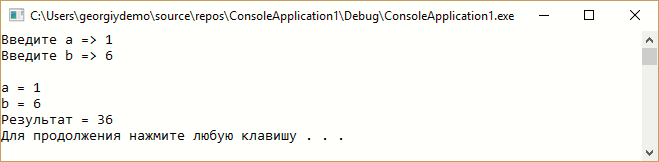 C:\Users\georgiydemo\source\repos\ConsoleApplication1\Debug\ConsoleApplication1.exe
Введите a => 1
Введите b => 6
a = 1
b = 6
Результат = 36
Для продолжения нажмите любую клавишу . . .